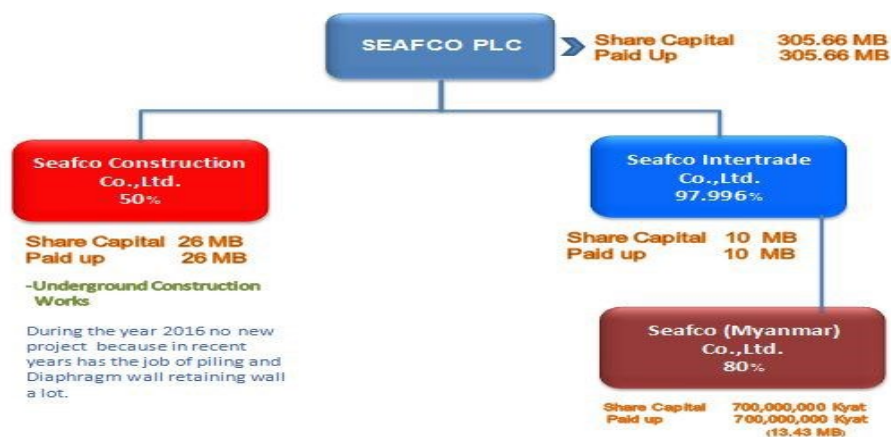 SEAFCO PLC
Share Capital 305.66 MB
Paid Up 305.66 MB
Seafco Construction
Co.,Ltd.
50%
Share Capital 26 MB
Paid up 26 MB
-Underground Construction
Works
During the year 2016 no new
project because in recent
years has the job of piling and
Diaphragm wall retaining wall
a lot.
Seafco Intertrade
Co.,Ltd.
97.996%
Share Capital 10 MB
Paid up 10 MB
Seafco (Myanmar)
Co.,Ltd.
80%
Share Capital 700,000,000 Kyat
Paid up 700,000,000 Kyat
(13.43 MB)